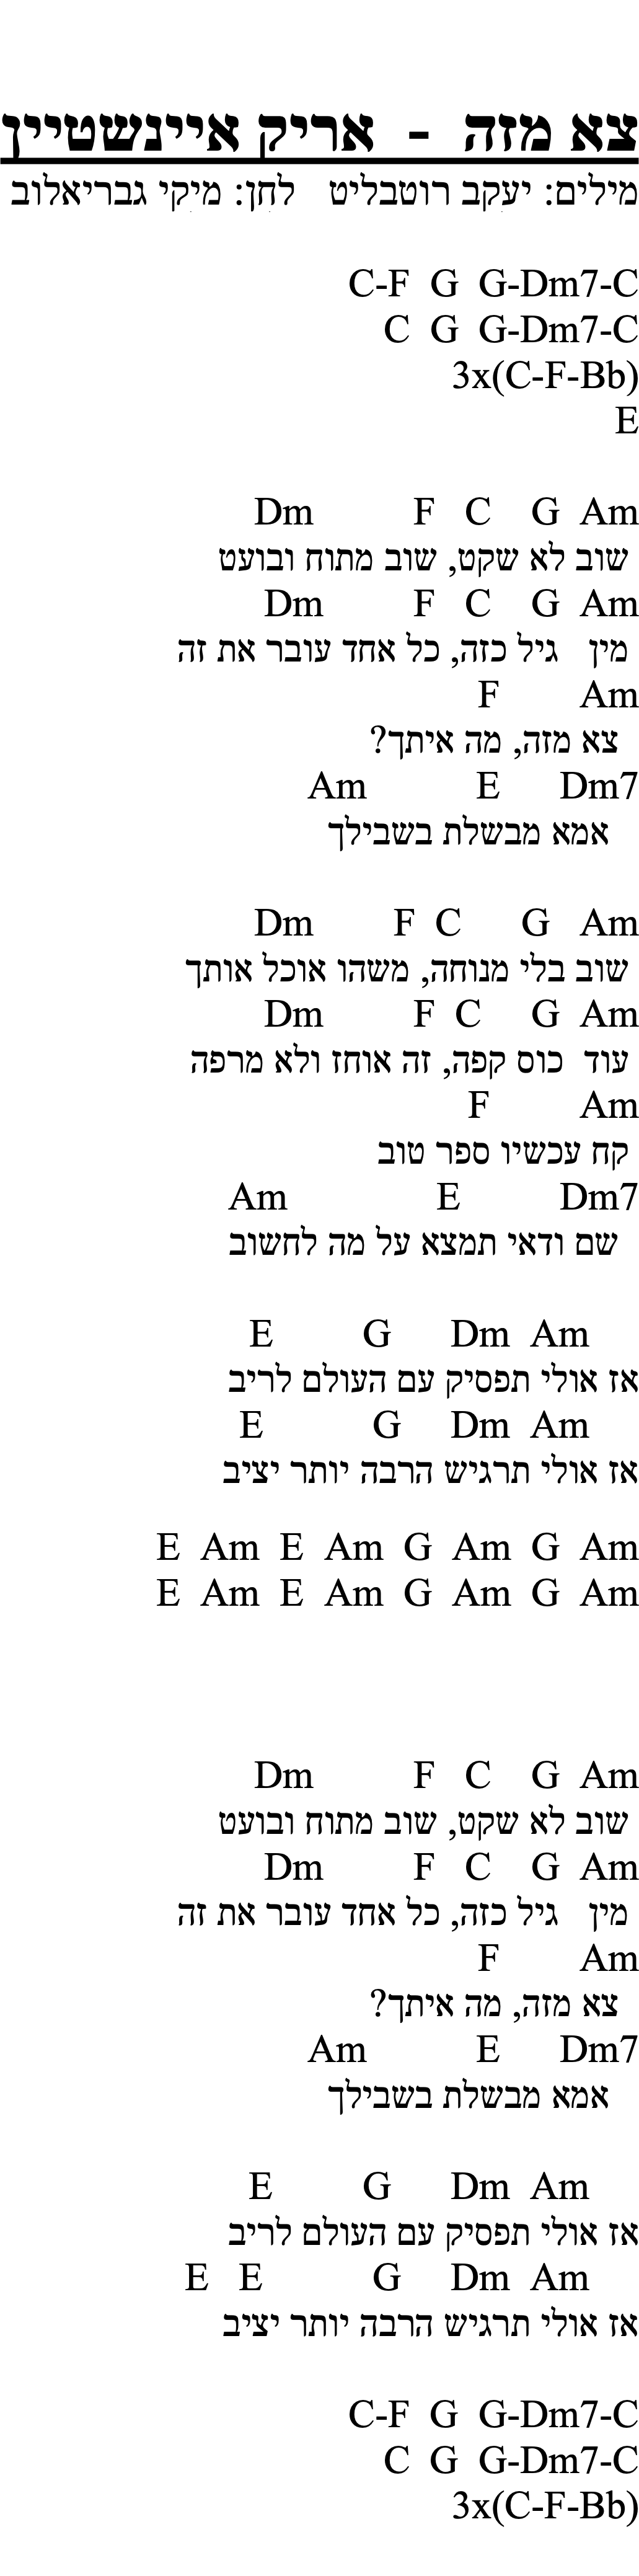 צא מזה - אריק איינשטיין
מילים: יעקב רוטבליט לחן: מיקי גבריאלוב
C-F G G-Dm7-C
C G G-Dm7-C
3x(C-F-Bb)
E
Dm F C G Am
שוב לא שקט, שוב מתוח ובועט
Dm F C G Am
מין גיל כזה, כל אחד עובר את זה
F Am
צא מזה, מה איתך?
Am E Dm7
אמא מבשלת בשבילך
Dm F C G Am
שוב בלי מנוחה, משהו אוכל אותך
Dm F C G Am
עוד כוס קפה, זה אוחז ולא מרפה
F Am
קח עכשיו ספר טוב
Am E Dm7
שם ודאי תמצא על מה לחשוב
E G Dm Am
אז אולי תפסיק עם העולם לריב
E G Dm Am
אז אולי תרגיש הרבה יותר יציב
E Am E Am G Am G Am
E Am E Am G Am G Am
Dm F C G Am
שוב לא שקט, שוב מתוח ובועט
Dm F C G Am
מין גיל כזה, כל אחד עובר את זה
F Am
צא מזה, מה איתך?
Am E Dm7
אמא מבשלת בשבילך
E G Dm Am
אז אולי תפסיק עם העולם לריב
E E G Dm Am
אז אולי תרגיש הרבה יותר יציב
C-F G G-Dm7-C
C G G-Dm7-C
3x(C-F-Bb)